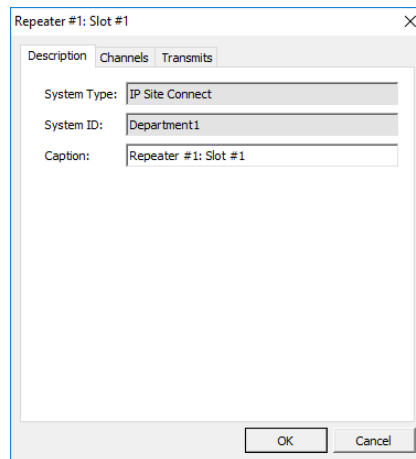 Repeater #1: Slot #1
Description Channels Transmits
System Type: IP Site Connect
System ID: Department1
Caption: Repeater #1: Slot #1
OK Cancel